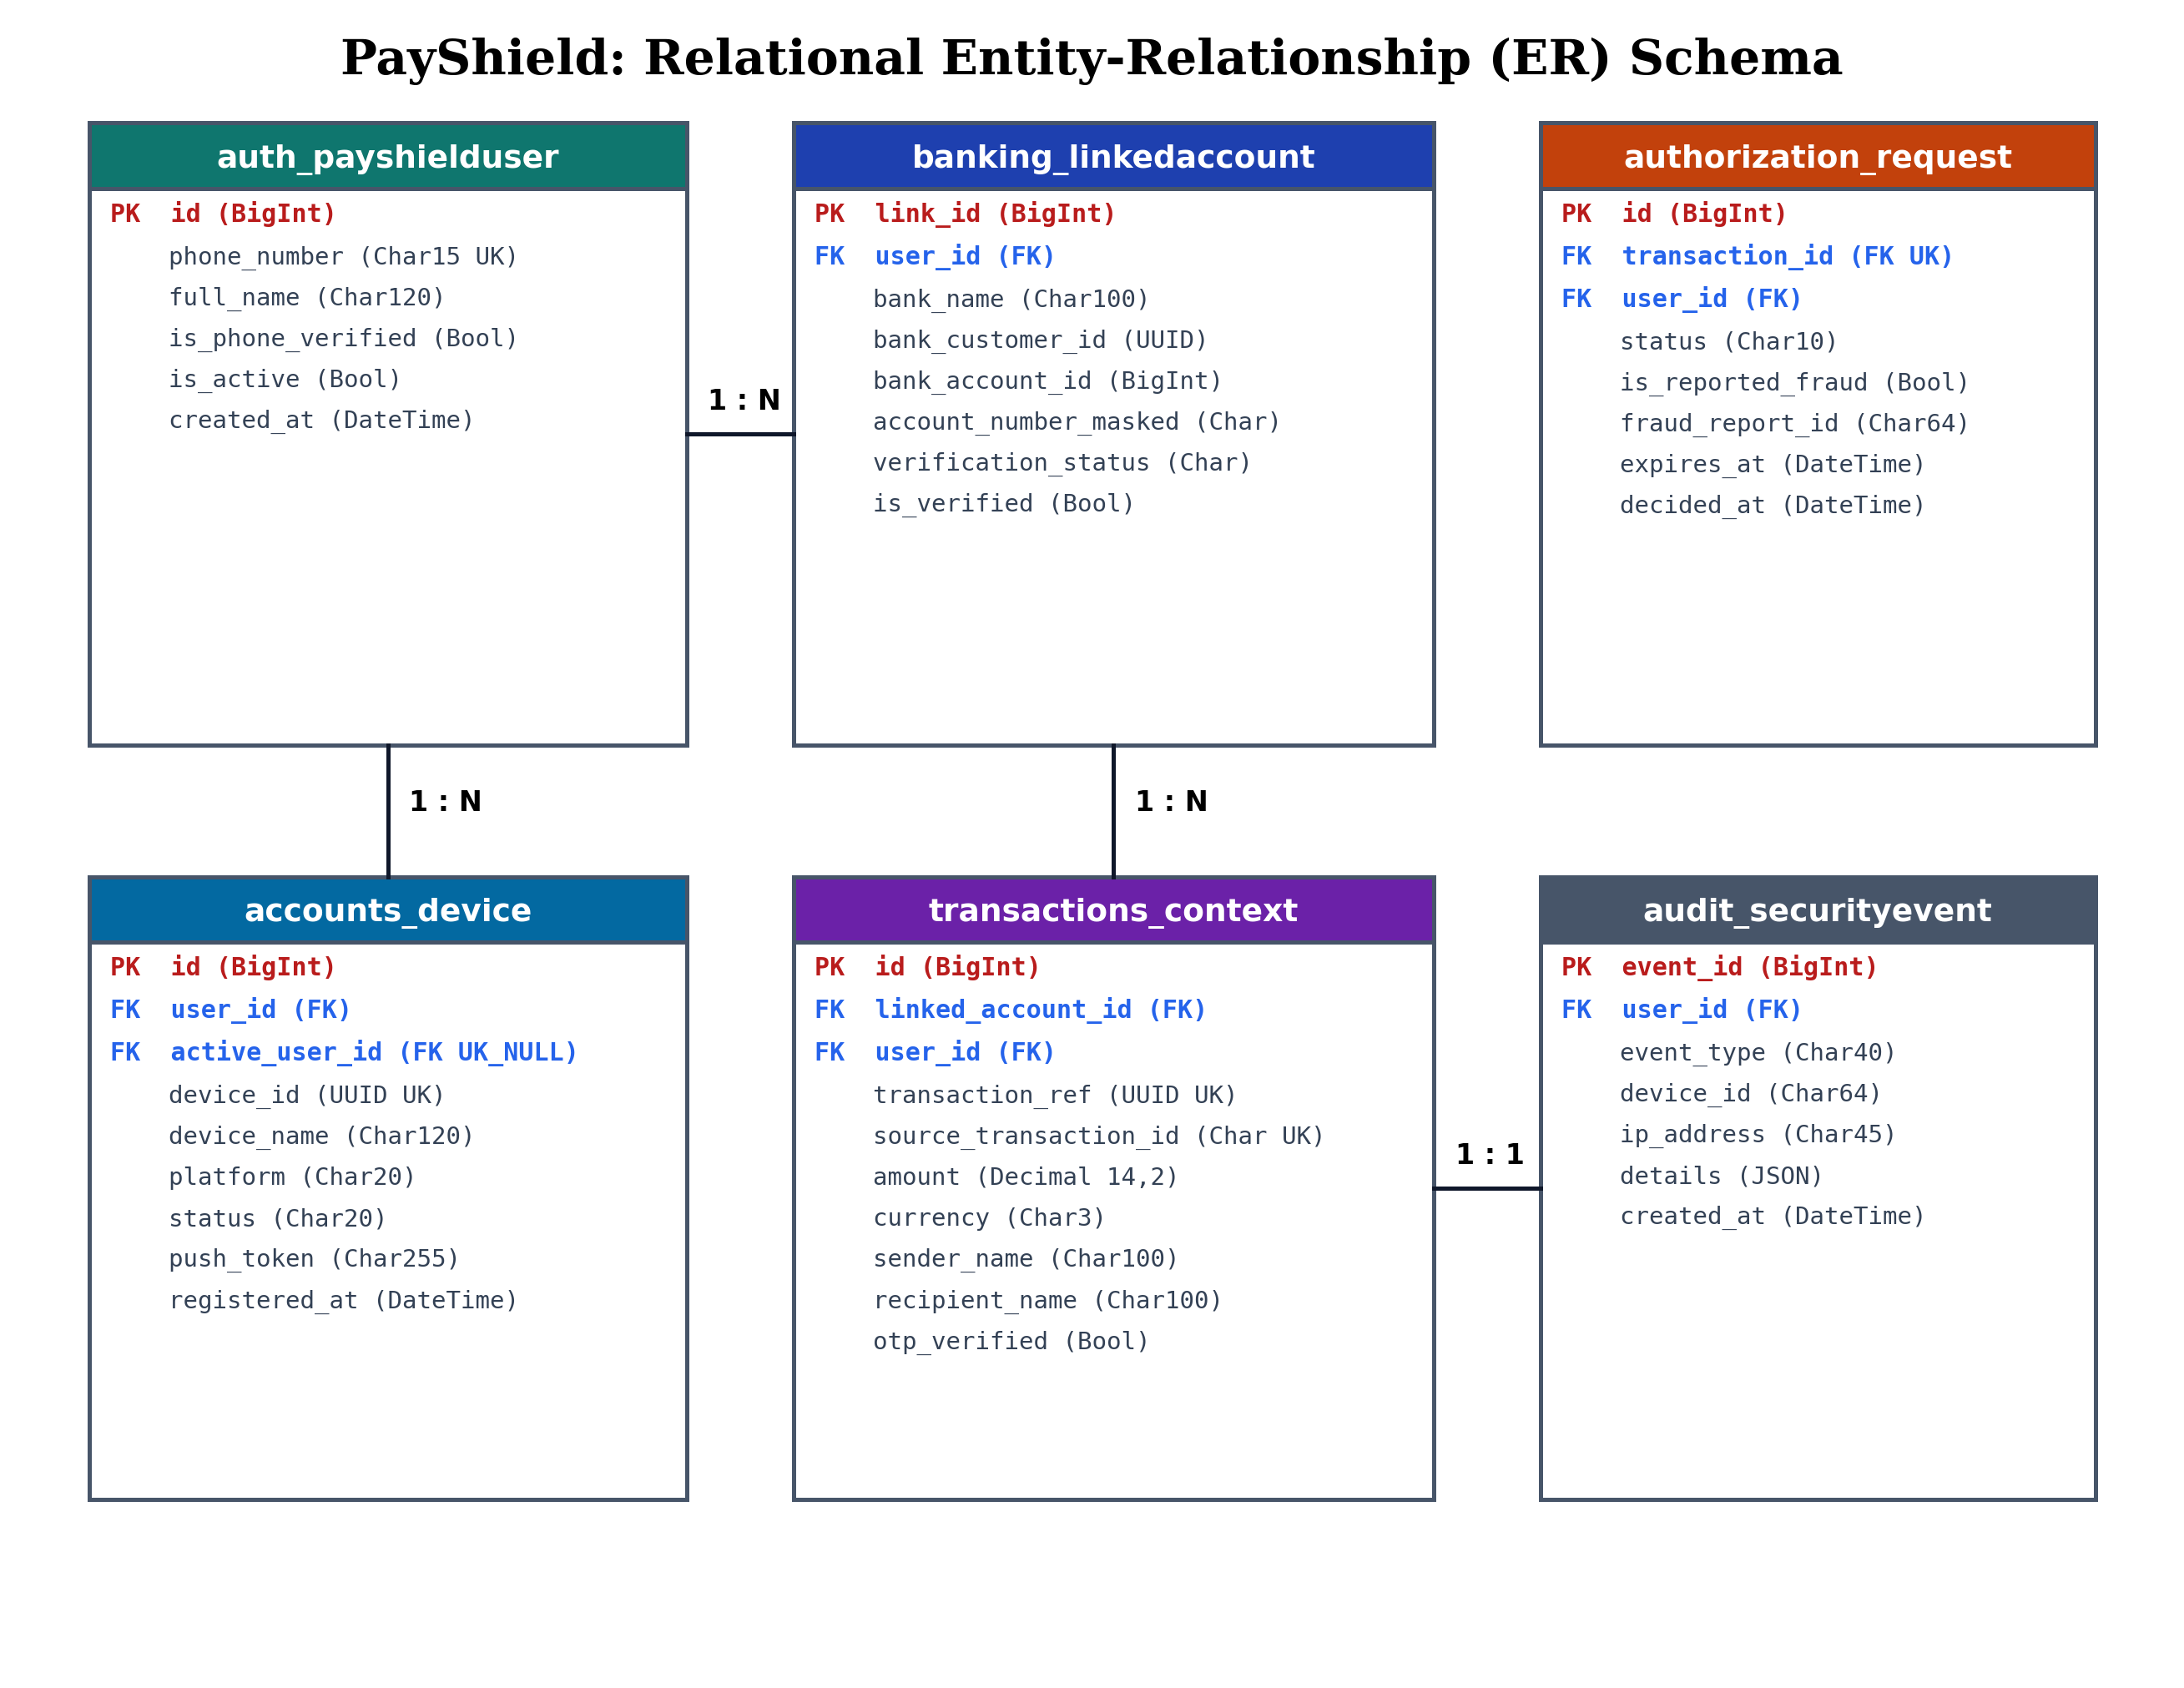 PayShield: Relational Entity-Relationship (ER) Schema
auth_payshielduser
PK id (BigInt)
phone_number (Char15 UK)
full_name (Char120)
is_phone_verified (Bool)
is_active (Bool)
created_at (DateTime)
1 : N
banking_linkedaccount
PK link_id (BigInt)
FK user_id (FK)
bank_name (Char100)
bank_customer_id (UUID)
bank_account_id (BigInt)
account_number_masked (Char)
verification_status (Char)
is_verified (Bool)
authorization_request
PK id (BigInt)
FK transaction_id (FK UK)
FK user_id (FK)
status (Char10)
is_reported_fraud (Bool)
fraud_report_id (Char64)
expires_at (DateTime)
decided_at (DateTime)
1 : N
1 : N
accounts_device
PK id (BigInt)
FK user_id (FK)
FK active_user_id (FK UK_NULL)
device_id (UUID UK)
device_name (Char120)
platform (Char20)
status (Char20)
push_token (Char255)
registered_at (DateTime)
transactions_context
PK id (BigInt)
FK linked_account_id (FK)
FK user_id (FK)
transaction_ref (UUID UK)
source_transaction_id (Char UK)
amount (Decimal 14,2)
currency (Char3)
sender_name (Char100)
recipient_name (Char100)
otp_verified (Bool)
1 : 1
audit_securityevent
PK event_id (BigInt)
FK user_id (FK)
event_type (Char40)
device_id (Char64)
ip_address (Char45)
details (JSON)
created_at (DateTime)